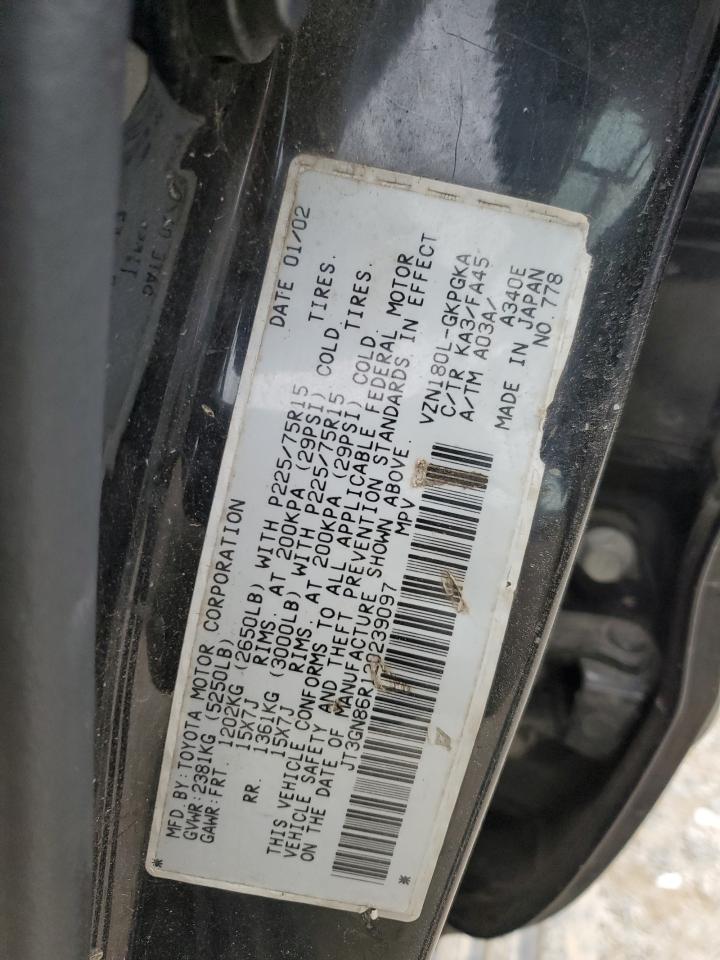 MFD. BY: TOYOTA MOTOR CORPORATION DATE 01/02
GVWR: 2381KG (5250LB)
GAWR: FRT. 1202KG (2650LB) WITH P225/75R15
15X7J RIMS. AT 200KPA (29PSI) COLD TIRES.
RR. 1361KG (3000LB) WITH P225/75R15
15X7J RIMS. AT 200KPA (29PSI) COLD TIRES.
THIS VEHICLE CONFORMS TO ALL APPLICABLE FEDERAL MOTOR
VEHICLE SAFETY AND THEFT PREVENTION STANDARDS IN EFFECT
ON THE DATE OF MANUFACTURE SHOWN ABOVE.
MPV
VZN180L-GKPGKA
C/TR KA3/FA45
A/TM A03A/A340E
MADE IN JAPAN
NO. 778